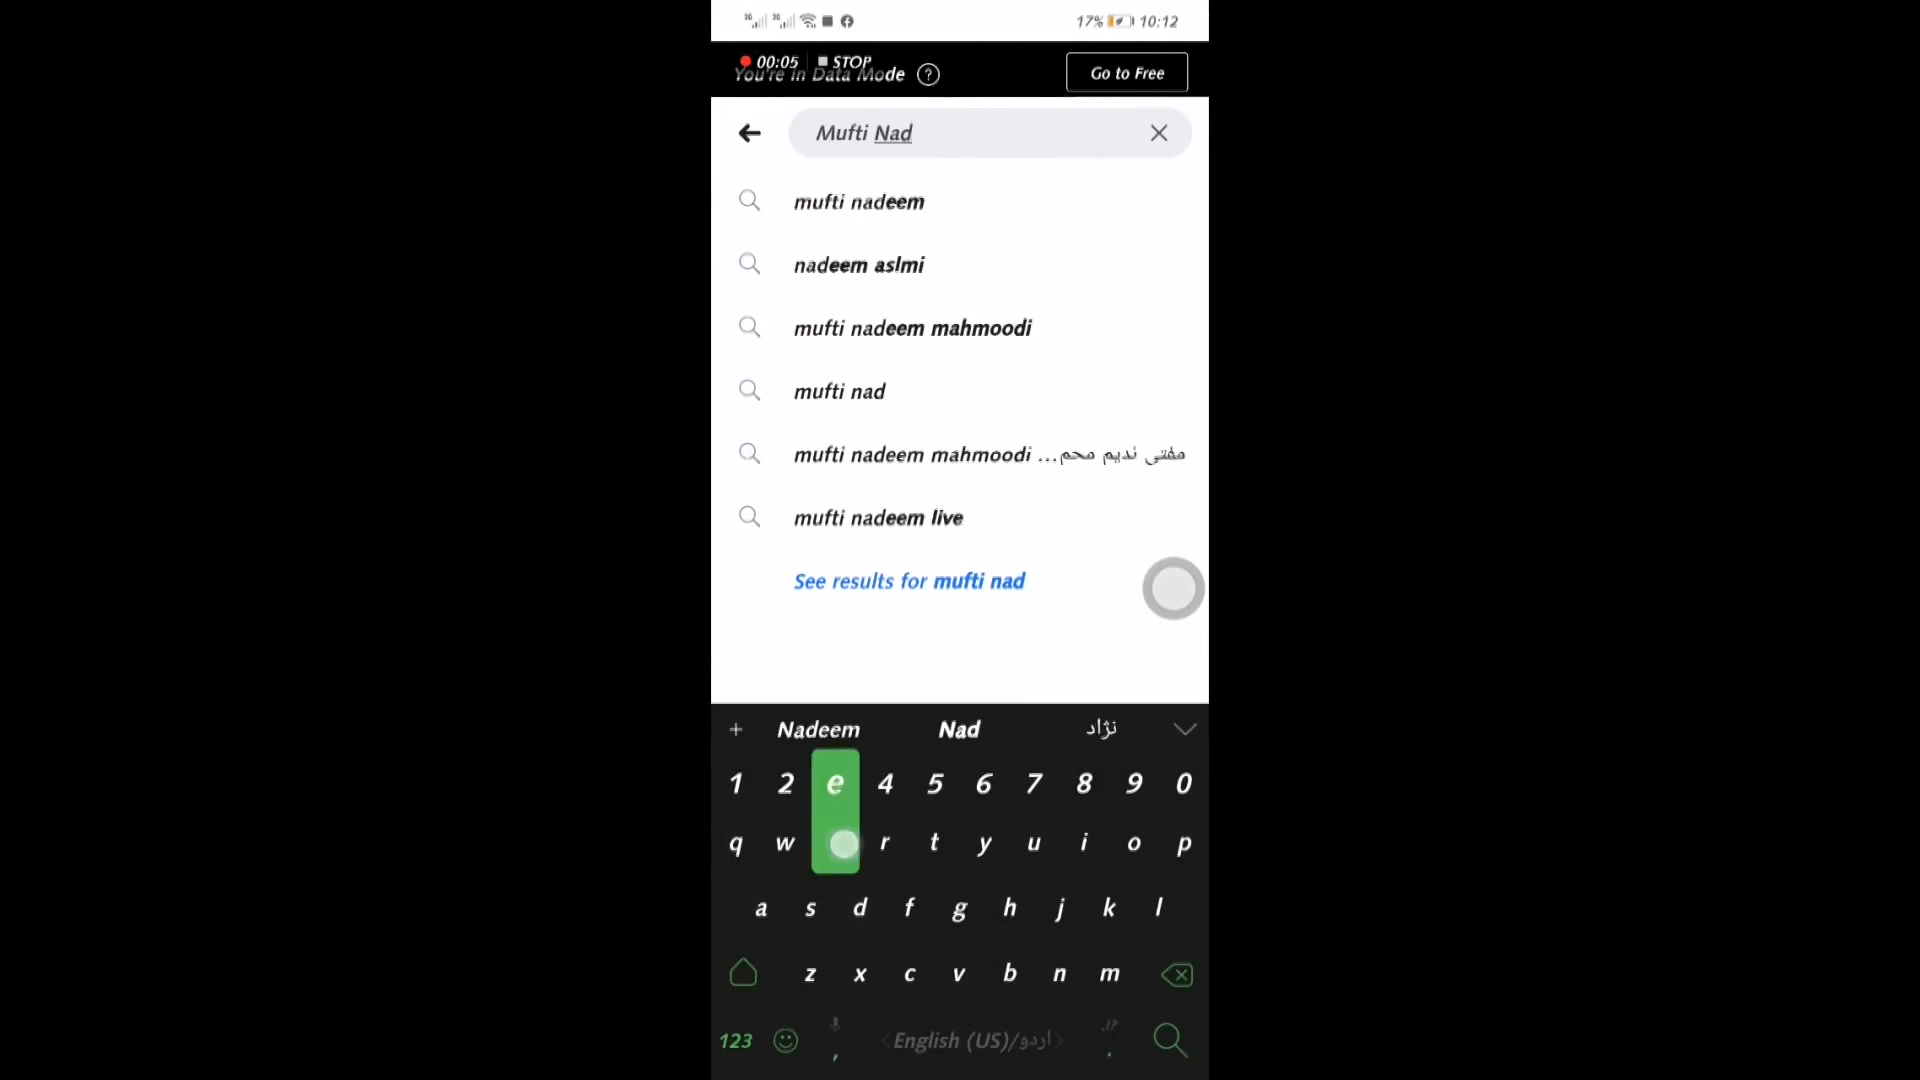 3G 3G 17% 10:12
00:05 STOP
You're in Data Mode ? Go to Free
Mufti Nad
mufti nadeem
nadeem aslmi
mufti nadeem mahmoodi
mufti nad
mufti nadeem mahmoodi مفتی ندیم محم...
mufti nadeem live
See results for mufti nad
+ Nadeem Nad نژاد
1 2 e 4 5 6 7 8 9 0
q w r t y u i o p
a s d f g h j k l
z x c v b n m
123 , English (US)/اردو ,!? .